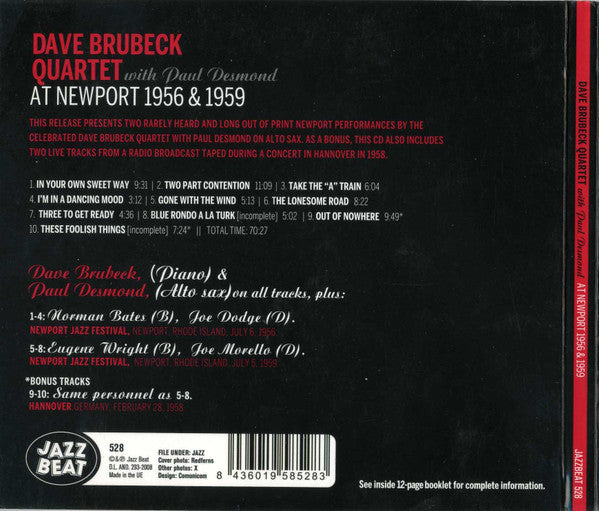 DAVE BRUBECK
QUARTET with Paul Desmond
AT NEWPORT 1956 & 1959
THIS RELEASE PRESENTS TWO RARELY HEARD AND LONG OUT OF PRINT NEWPORT PERFORMANCES BY THE
CELEBRATED DAVE BRUBECK QUARTET WITH PAUL DESMOND ON ALTO SAX. AS A BONUS, THIS CD ALSO INCLUDES
TWO LIVE TRACKS FROM A RADIO BROADCAST TAPED DURING A CONCERT IN HANNOVER IN 1958.
1. IN YOUR OWN SWEET WAY 9:31 | 2. TWO PART CONTENTION 11:09 | 3. TAKE THE "A" TRAIN 6:04
4. I'M IN A DANCING MOOD 3:12 | 5. GONE WITH THE WIND 5:13 | 6. THE LONESOME ROAD 8:22
7. THREE TO GET READY 4:36 | 8. BLUE RONDO A LA TURK [incomplete] 5:02 | 9. OUT OF NOWHERE 9:49*
10. THESE FOOLISH THINGS [incomplete] 7:24* || TOTAL TIME: 70:27
Dave Brubeck, (Piano) &
Paul Desmond, (Alto sax) on all tracks, plus:
1-4: Norman Bates (B), Joe Dodge (D).
NEWPORT JAZZ FESTIVAL, NEWPORT, RHODE ISLAND, JULY 6, 1956
5-8: Eugene Wright (B), Joe Morello (D).
NEWPORT JAZZ FESTIVAL, NEWPORT, RHODE ISLAND, JULY 5, 1959
*BONUS TRACKS
9-10: Same personnel as 5-8.
HANNOVER GERMANY, FEBRUARY 28, 1958
JAZZ
BEAT
528
©&℗ Jazz Beat
D.L. AND. 293-2008
Made in the UE
FILE UNDER: JAZZ
Cover photo: Redferns
Other photos: X
Design: Comunicom
8 436019 585283
See inside 12-page booklet for complete information.
DAVE BRUBECK QUARTET with Paul Desmond AT NEWPORT 1956 & 1959
JAZZBEAT 528